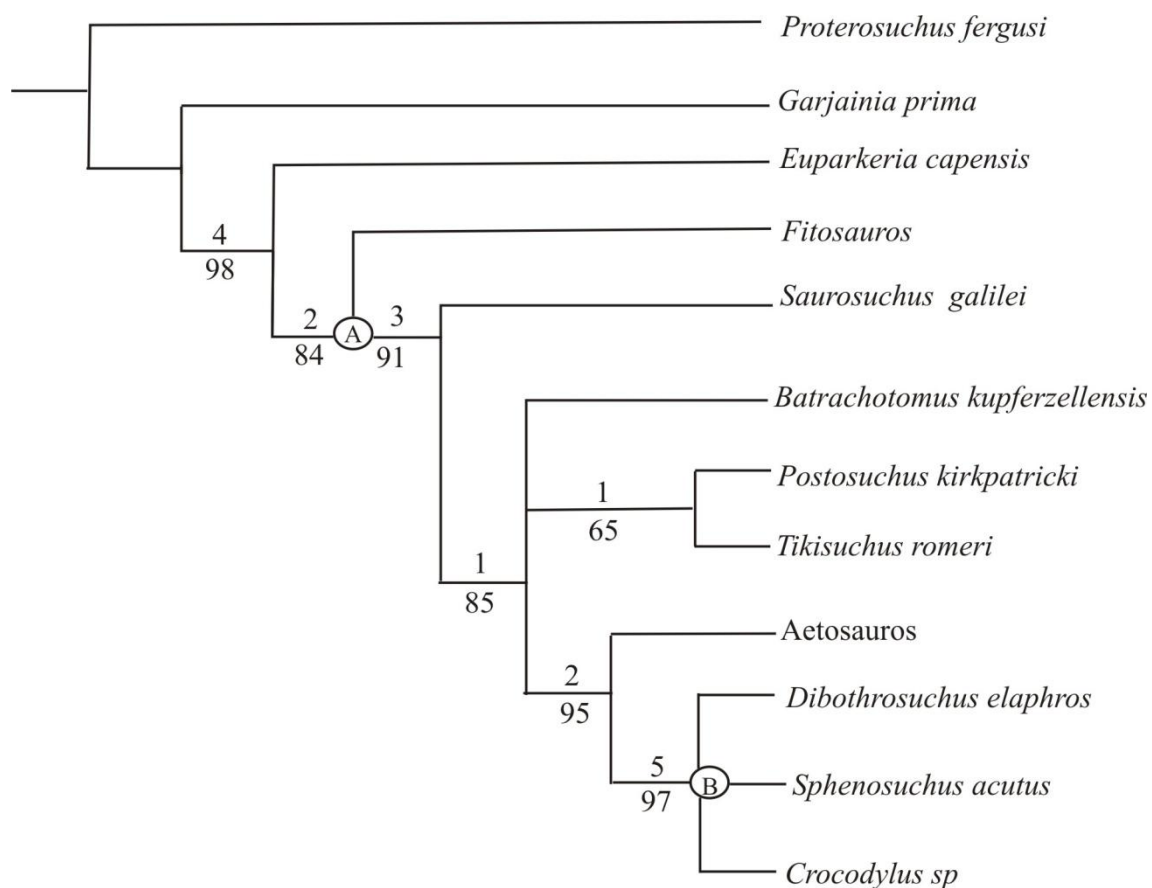 Proterosuchus fergusi
Garjainia prima
Euparkeria capensis
4
98
Fitosauros
Saurosuchus galilei
2
84
A
3
91
Batrachotomus kupferzellensis
Postosuchus kirkpatricki
1
65
Tikisuchus romeri
1
85
Aetosauros
2
95
Dibothrosuchus elaphros
5
97
B
Sphenosuchus acutus
Crocodylus sp